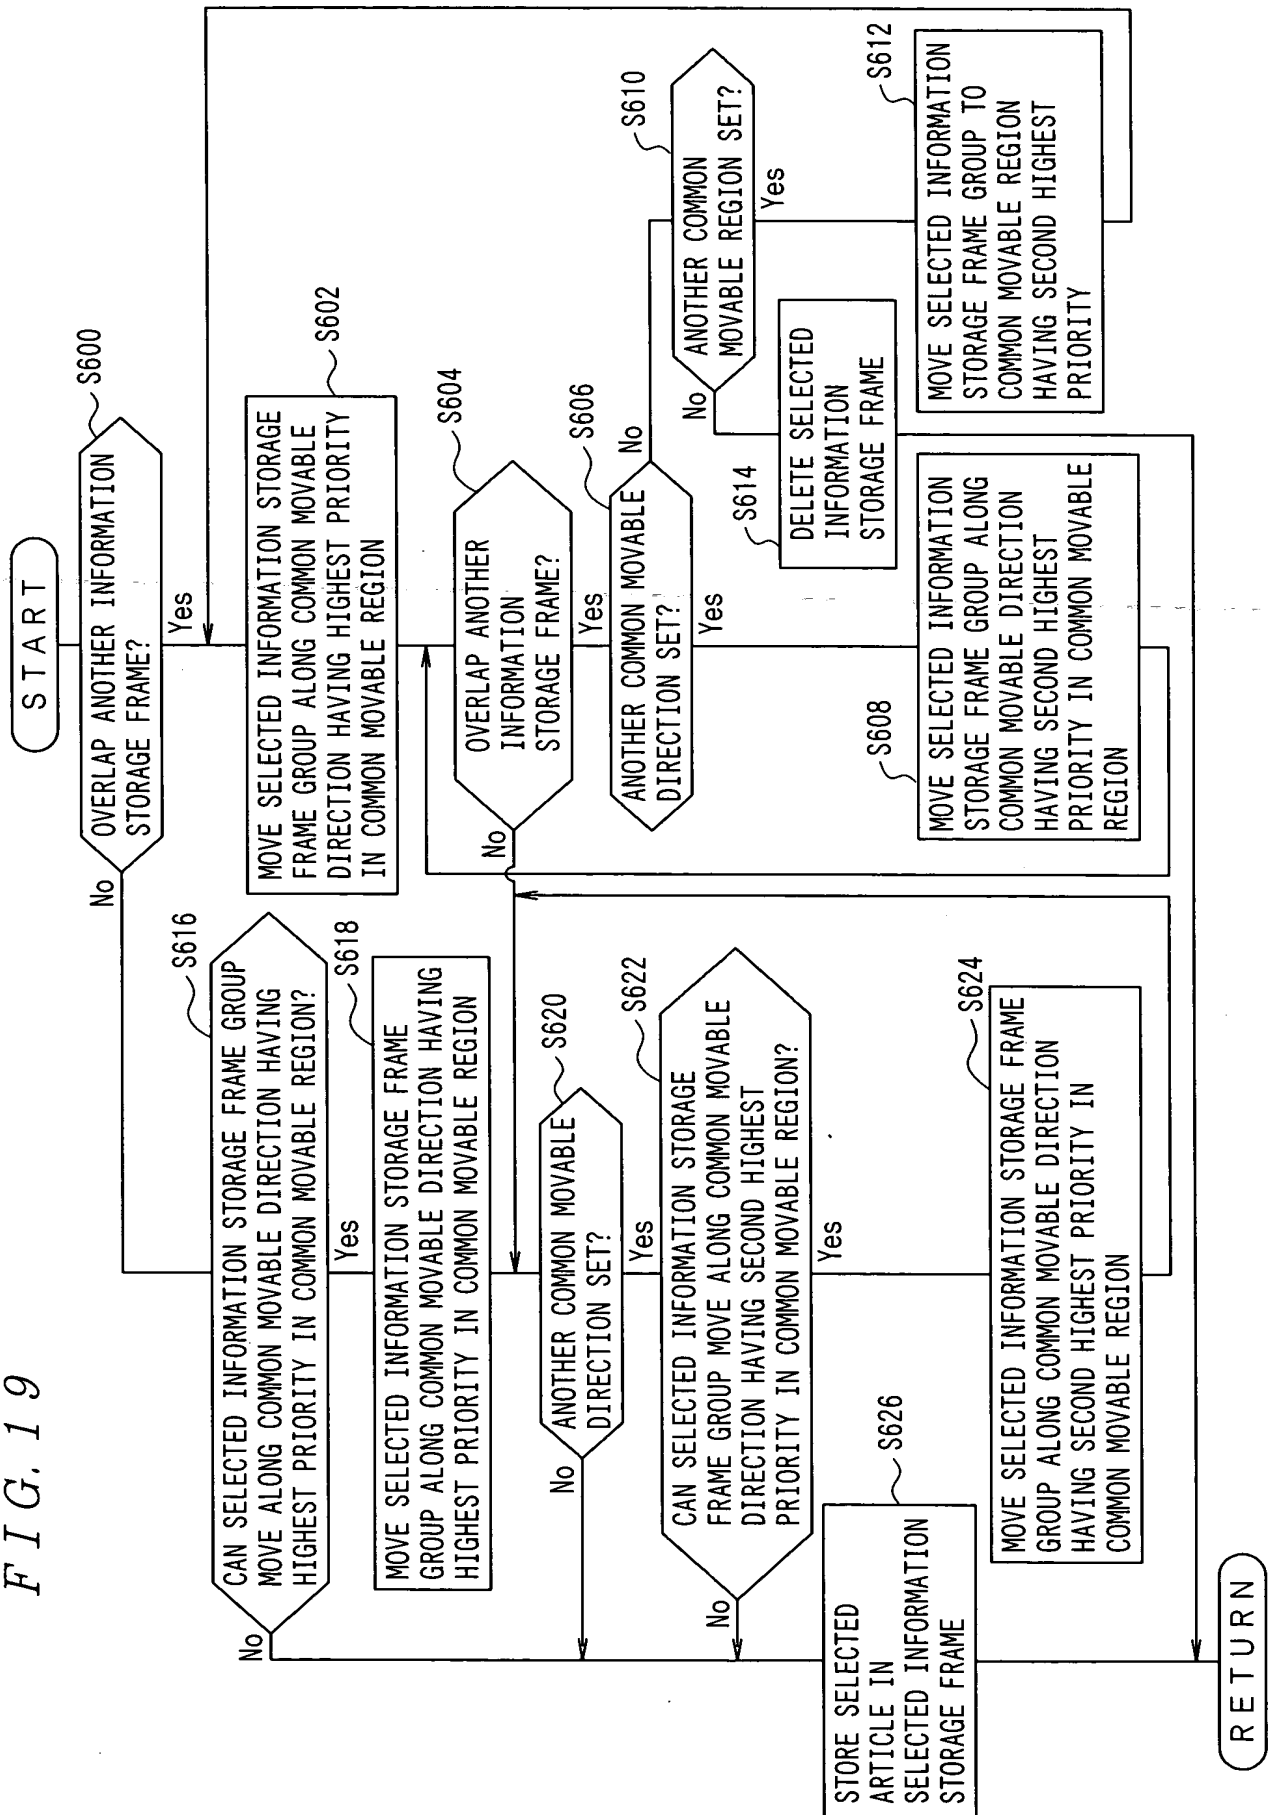 FIG. 19
START
S600
OVERLAP ANOTHER INFORMATION
STORAGE FRAME?
No
Yes
S602
MOVE SELECTED INFORMATION STORAGE
FRAME GROUP ALONG COMMON MOVABLE
DIRECTION HAVING HIGHEST PRIORITY
IN COMMON MOVABLE REGION
S604
OVERLAP ANOTHER
INFORMATION
STORAGE FRAME?
No
Yes
S606
ANOTHER COMMON MOVABLE
DIRECTION SET?
No
Yes
S608
MOVE SELECTED INFORMATION
STORAGE FRAME GROUP ALONG
COMMON MOVABLE DIRECTION
HAVING SECOND HIGHEST
PRIORITY IN COMMON MOVABLE
REGION
S610
ANOTHER COMMON
MOVABLE REGION SET?
No
Yes
S612
MOVE SELECTED INFORMATION
STORAGE FRAME GROUP TO
COMMON MOVABLE REGION
HAVING SECOND HIGHEST
PRIORITY
S614
DELETE SELECTED
INFORMATION
STORAGE FRAME
S616
CAN SELECTED INFORMATION STORAGE FRAME GROUP
MOVE ALONG COMMON MOVABLE DIRECTION HAVING
HIGHEST PRIORITY IN COMMON MOVABLE REGION?
No
Yes
S618
MOVE SELECTED INFORMATION STORAGE FRAME
GROUP ALONG COMMON MOVABLE DIRECTION HAVING
HIGHEST PRIORITY IN COMMON MOVABLE REGION
S620
ANOTHER COMMON MOVABLE
DIRECTION SET?
No
Yes
S622
CAN SELECTED INFORMATION STORAGE
FRAME GROUP MOVE ALONG COMMON MOVABLE
DIRECTION HAVING SECOND HIGHEST
PRIORITY IN COMMON MOVABLE REGION?
No
Yes
S624
MOVE SELECTED INFORMATION STORAGE FRAME
GROUP ALONG COMMON MOVABLE DIRECTION
HAVING SECOND HIGHEST PRIORITY IN
COMMON MOVABLE REGION
S626
STORE SELECTED
ARTICLE IN
SELECTED INFORMATION
STORAGE FRAME
RETURN